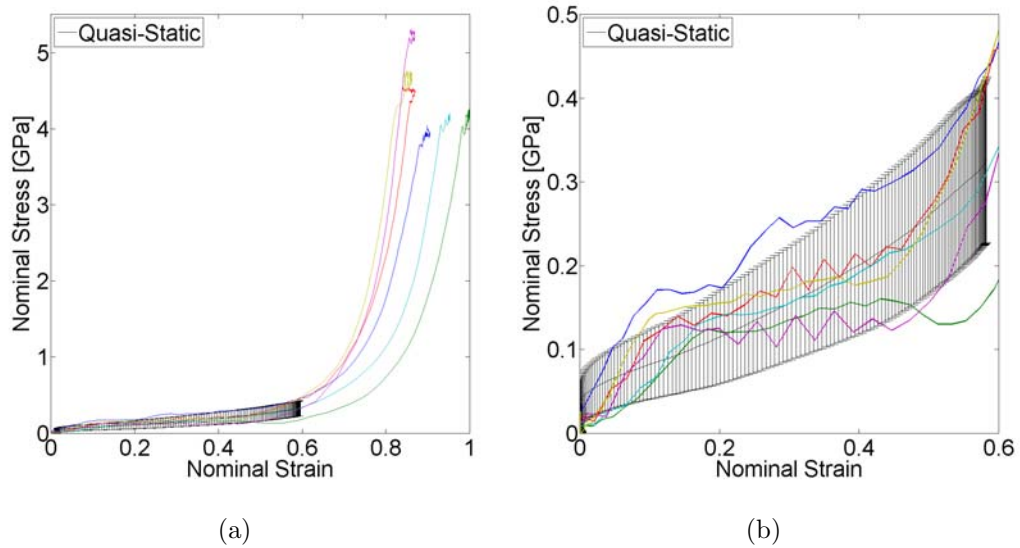 Quasi-Static
5
4
3
2
1
0
Nominal Stress [GPa]
0 0.2 0.4 0.6 0.8 1
Nominal Strain
(a)
Quasi-Static
0.5
0.4
0.3
0.2
0.1
0
Nominal Stress [GPa]
0 0.2 0.4 0.6
Nominal Strain
(b)